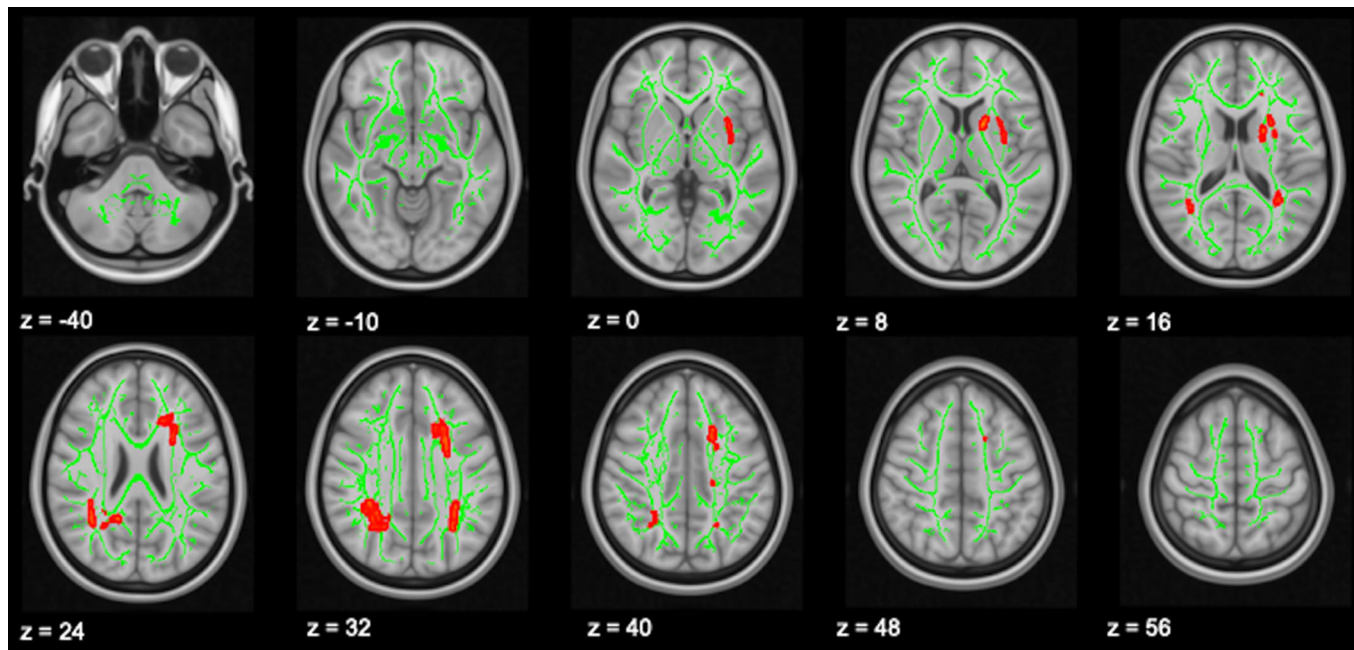 z = -40
z = -10
z = 0
z = 8
z = 16
z = 24
z = 32
z = 40
z = 48
z = 56